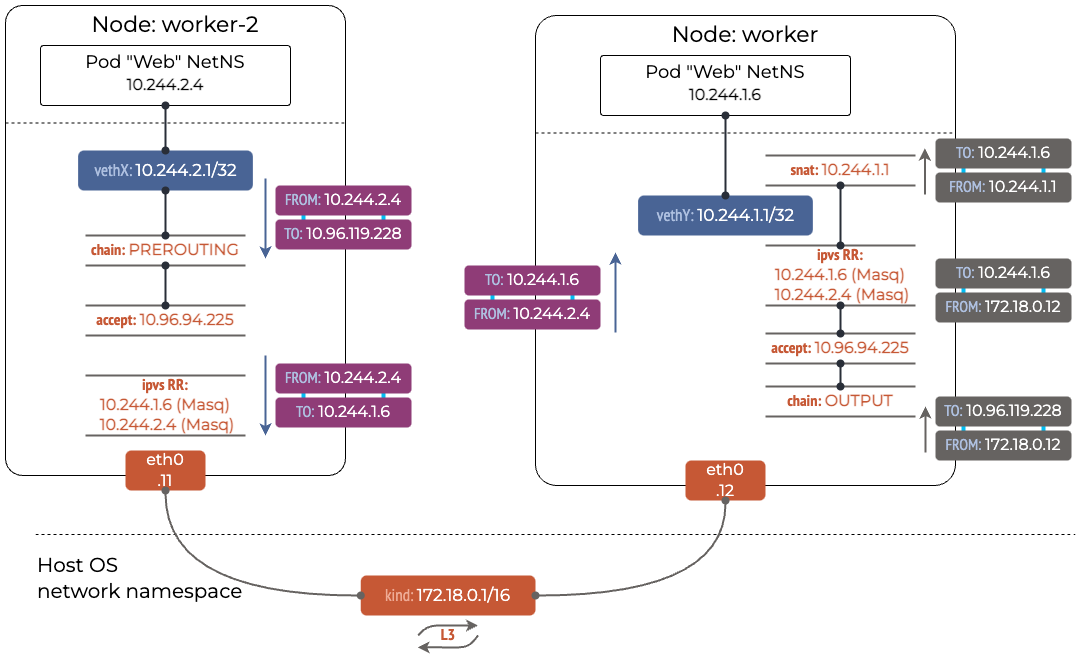 Node: worker-2
Pod "Web" NetNS
10.244.2.4
vethX: 10.244.2.1/32
FROM: 10.244.2.4
TO: 10.96.119.228
chain: PREROUTING
accept: 10.96.94.225
FROM: 10.244.2.4
TO: 10.244.1.6
ipvs RR:
10.244.1.6 (Masq)
10.244.2.4 (Masq)
eth0
.11
Node: worker
Pod "Web" NetNS
10.244.1.6
TO: 10.244.1.6
FROM: 10.244.1.1
snat: 10.244.1.1
vethY: 10.244.1.1/32
TO: 10.244.1.6
FROM: 10.244.2.4
ipvs RR:
10.244.1.6 (Masq)
10.244.2.4 (Masq)
TO: 10.244.1.6
FROM: 172.18.0.12
accept: 10.96.94.225
chain: OUTPUT
TO: 10.96.119.228
FROM: 172.18.0.12
eth0
.12
Host OS
network namespace
kind: 172.18.0.1/16
L3